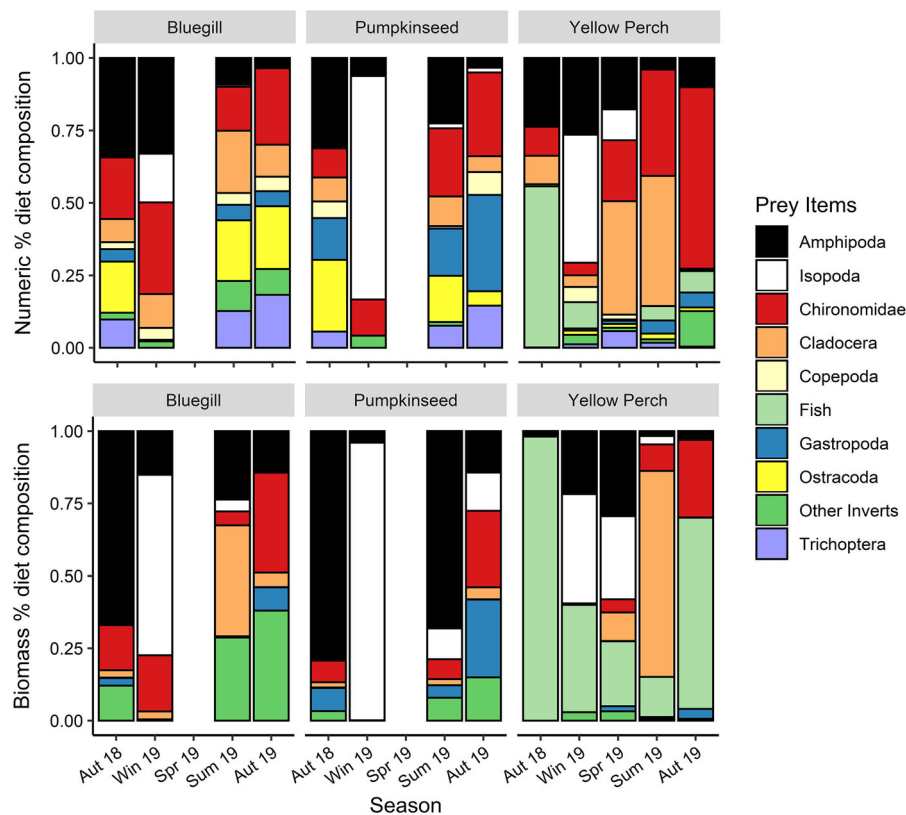 Bluegill Pumpkinseed Yellow Perch
Numeric % diet composition
1.00
0.75
0.50
0.25
0.00
Bluegill Pumpkinseed Yellow Perch
Biomass % diet composition
1.00
0.75
0.50
0.25
0.00
Aut 18 Win 19 Spr 19 Sum 19 Aut 19 Aut 18 Win 19 Spr 19 Sum 19 Aut 19 Aut 18 Win 19 Spr 19 Sum 19 Aut 19
Season
Prey Items
Amphipoda
Isopoda
Chironomidae
Cladocera
Copepoda
Fish
Gastropoda
Ostracoda
Other Inverts
Trichoptera